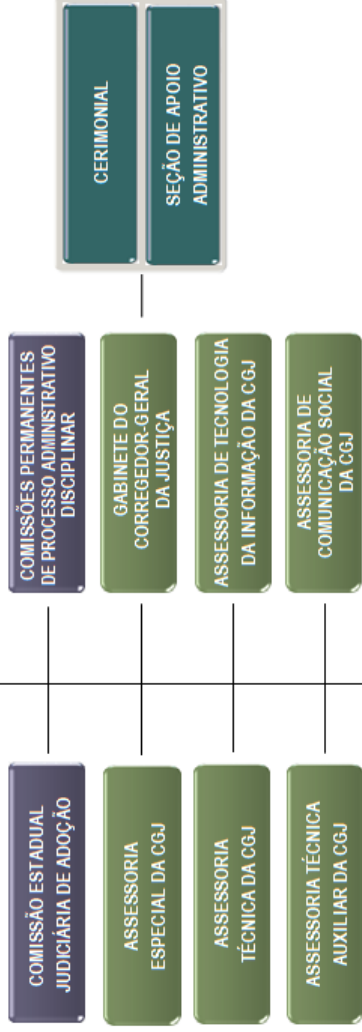 COMISSÃO ESTADUAL
JUDICIÁRIA DE ADOÇÃO
COMISSÕES PERMANENTES
DE PROCESSO ADMINISTRATIVO
DISCIPLINAR
ASSESSORIA
ESPECIAL DA CGJ
GABINETE DO
CORREGEDOR-GERAL
DA JUSTIÇA
CERIMONIAL
SEÇÃO DE APOIO
ADMINISTRATIVO
ASSESSORIA
TÉCNICA DA CGJ
ASSESSORIA DE TECNOLOGIA
DA INFORMAÇÃO DA CGJ
ASSESSORIA TÉCNICA
AUXILIAR DA CGJ
ASSESSORIA DE
COMUNICAÇÃO SOCIAL
DA CGJ